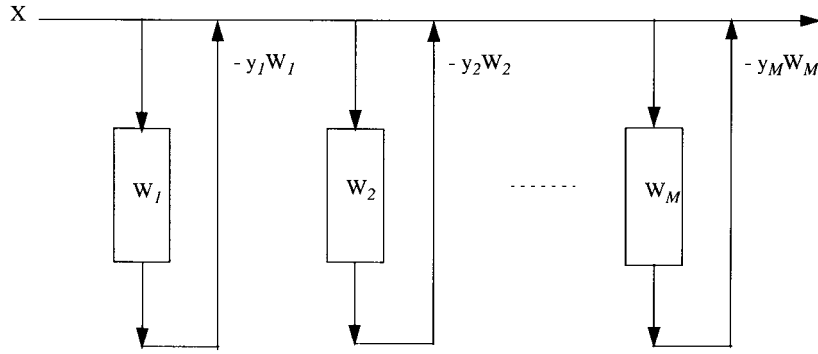 X
- y1W1
- y2W2
- yMWM
W1
W2
.......
WM